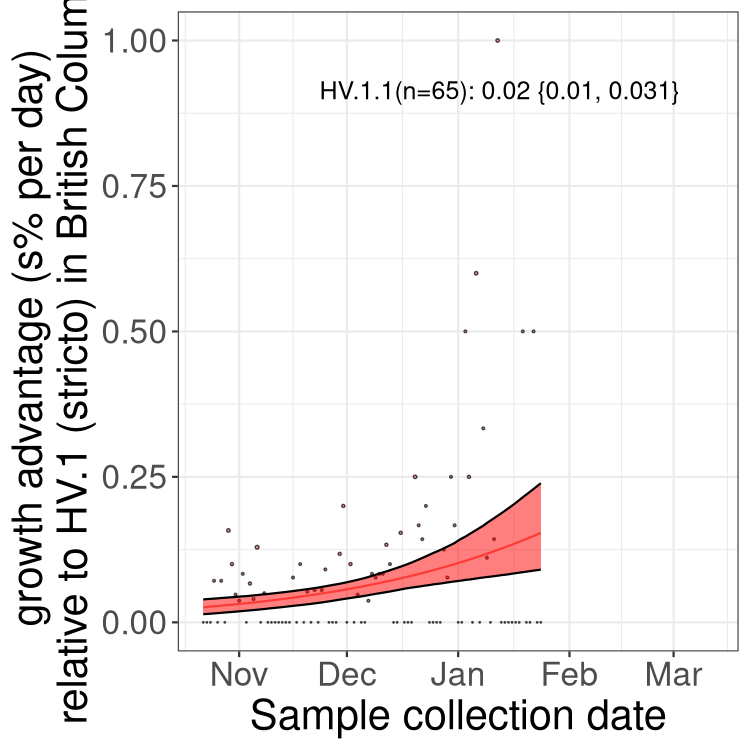 growth advantage (s% per day)
relative to HV.1 (stricto) in British Colum
1.00
0.75
0.50
0.25
0.00
HV.1.1(n=65): 0.02 {0.01, 0.031}
Nov Dec Jan Feb Mar
Sample collection date